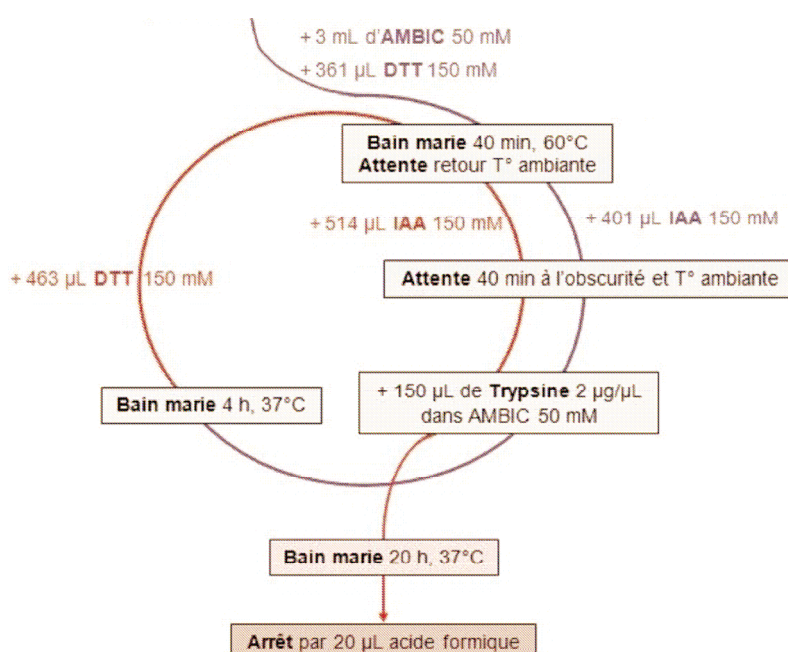 + 3 mL d'AMBIC 50 mM
+ 361 µL DTT 150 mM
Bain marie 40 min, 60°C
Attente retour T° ambiante
+ 514 µL IAA 150 mM
+ 401 µL IAA 150 mM
+ 463 µL DTT 150 mM
Attente 40 min à l'obscurité et T° ambiante
+ 150 µL de Trypsine 2 µg/µL
dans AMBIC 50 mM
Bain marie 4 h, 37°C
Bain marie 20 h, 37°C
Arrêt par 20 µL acide formique